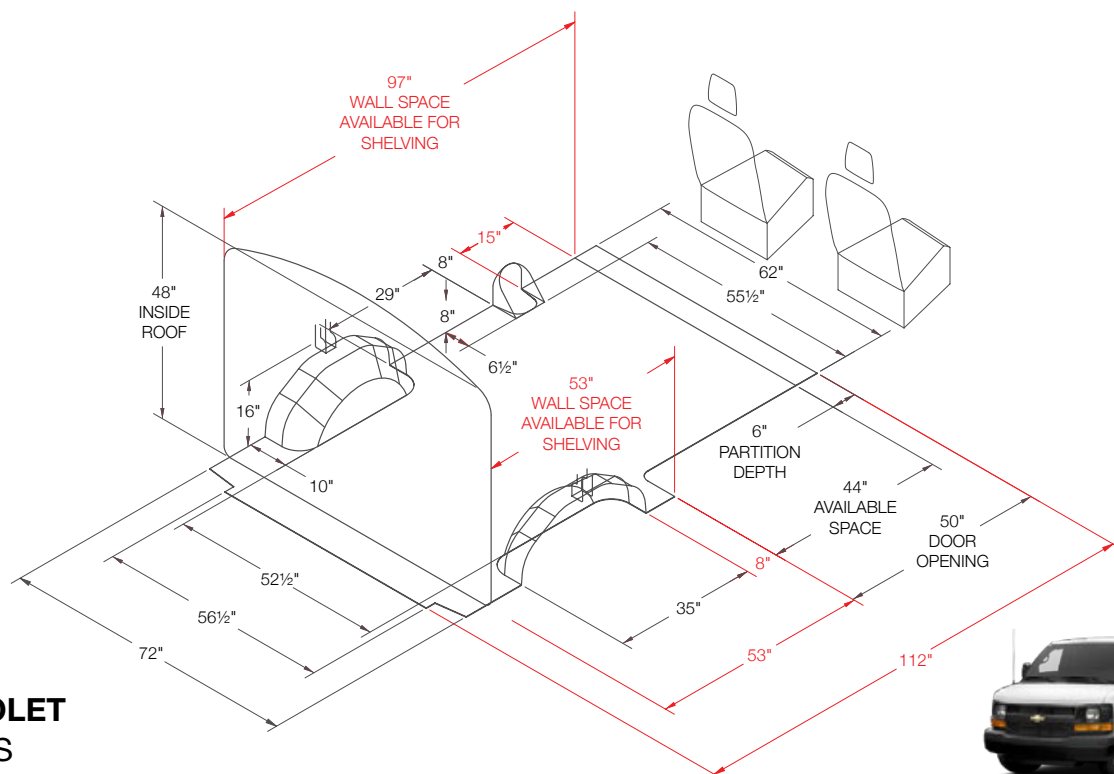 97"
WALL SPACE
AVAILABLE FOR
SHELVING
15"
8"
62"
29"
55½"
48"
INSIDE
ROOF
8"
6½"
53"
WALL SPACE
AVAILABLE FOR
SHELVING
16"
6"
PARTITION
DEPTH
10"
44"
AVAILABLE
SPACE
50"
DOOR
OPENING
8"
52½"
35"
56½"
72"
53"
112"
OLET
S